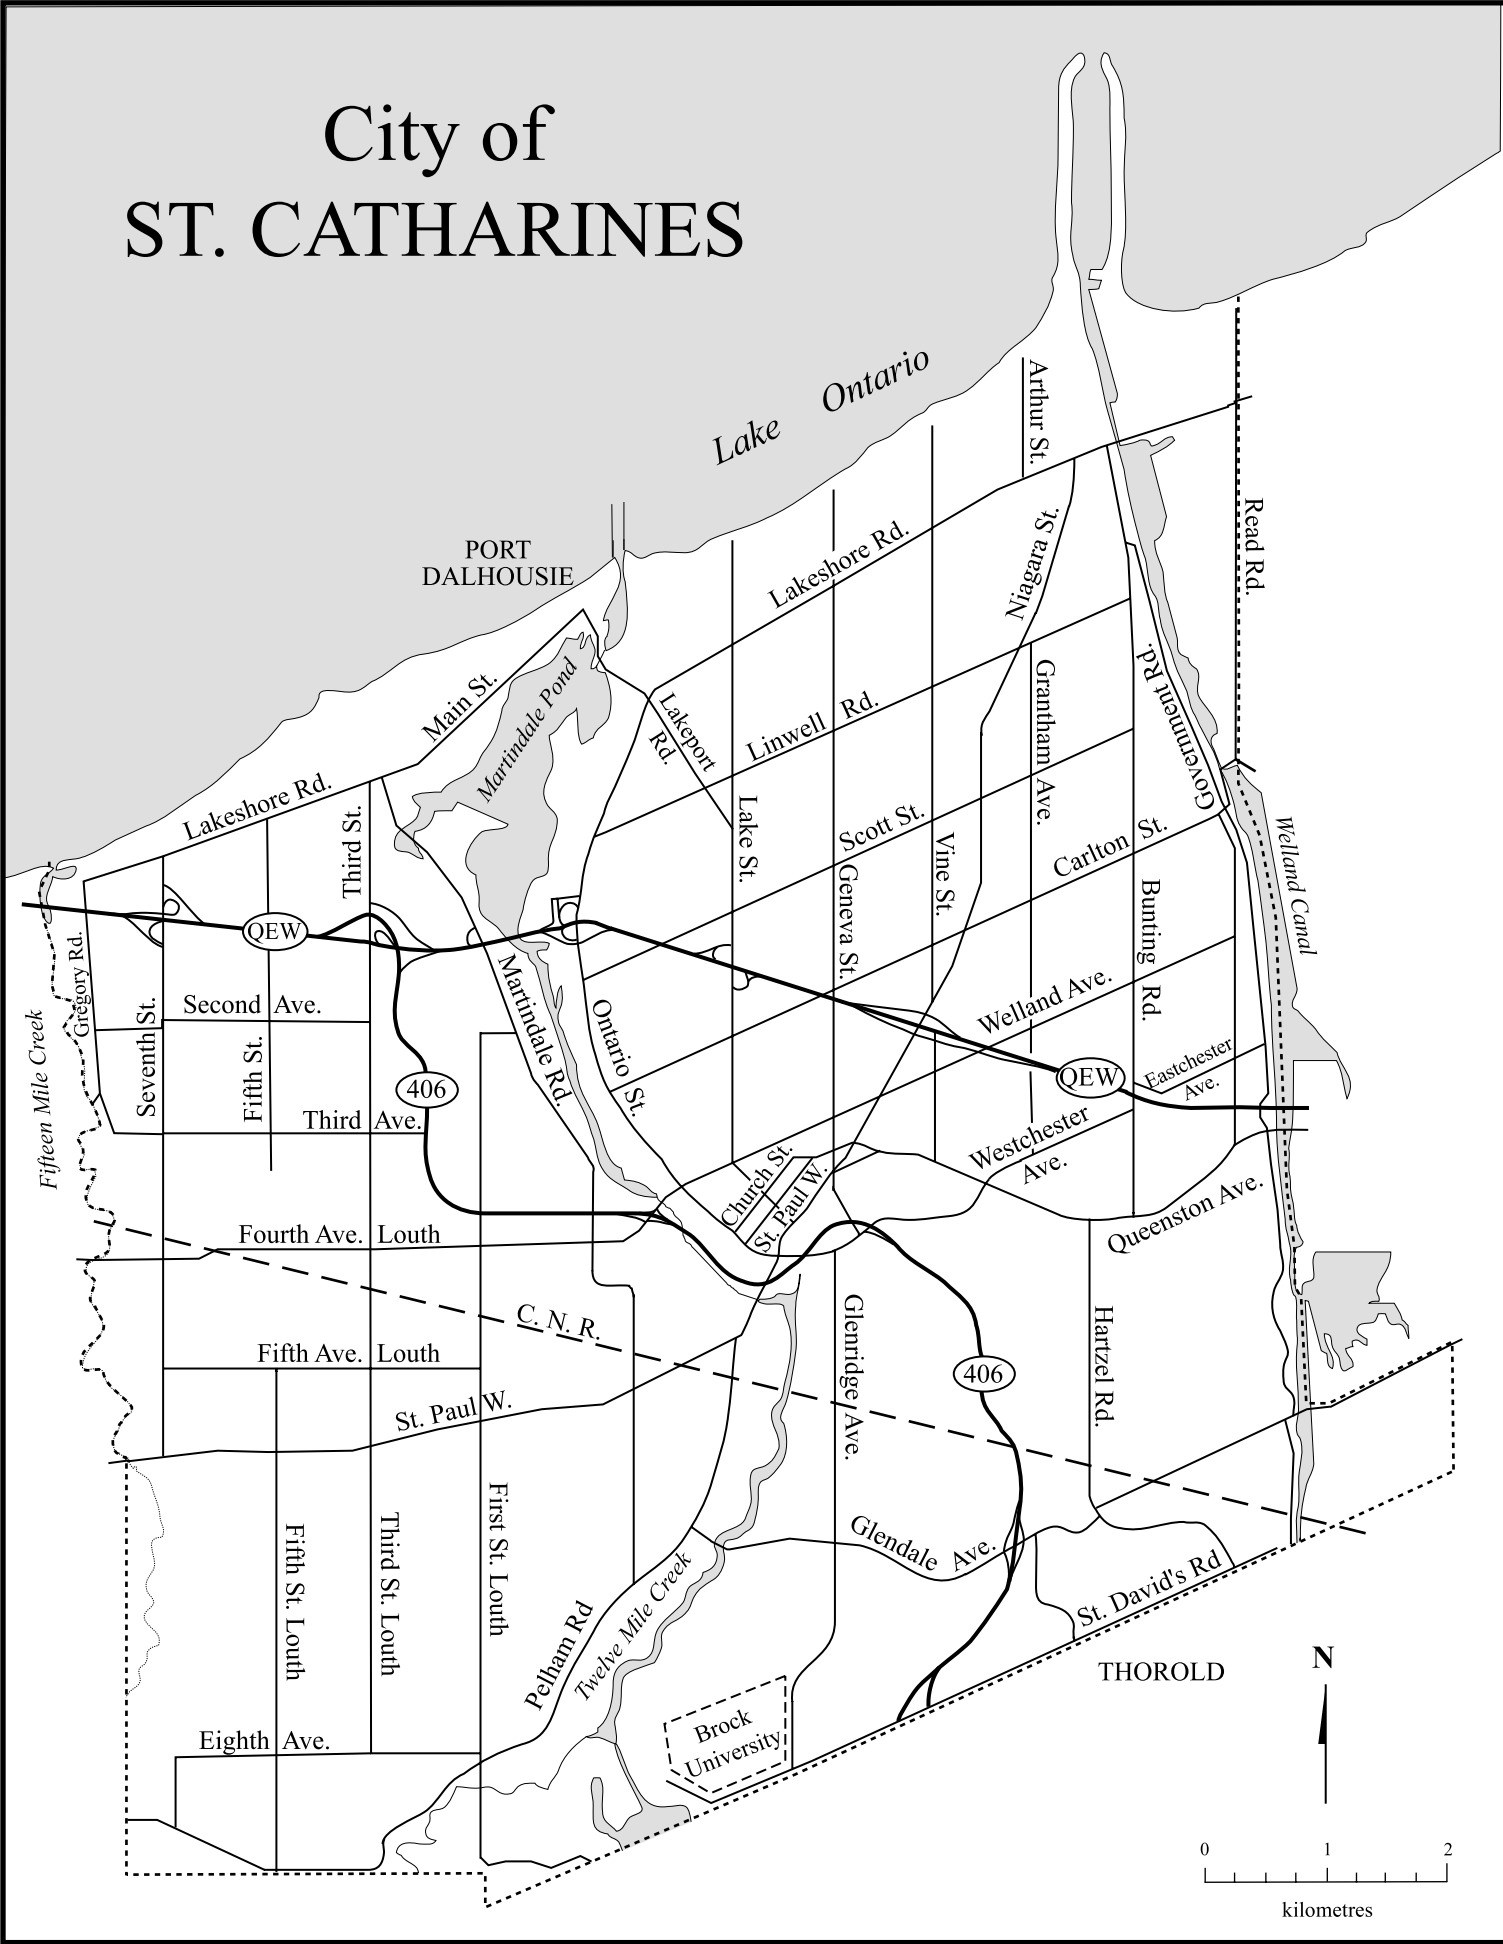 City of
ST. CATHARINES
Lake Ontario
Arthur St.
Read Rd.
PORT
DALHOUSIE
Lakeshore Rd.
Niagara St.
Main St.
Martindale Pond
Lakeport
Rd.
Linwell Rd.
Grantham Ave.
Government Rd.
Lakeshore Rd.
Third St.
Lake St.
Scott St.
Vine St.
Carlton St.
Welland Canal
Geneva St.
Bunting Rd.
QEW
Gregory Rd.
Second Ave.
Martindale Rd.
Ontario St.
Welland Ave.
Fifteen Mile Creek
Seventh St.
Fifth St.
406
QEW
Eastchester
Ave.
Third Ave.
Westchester
Ave.
Church St.
St. Paul W.
Queenston Ave.
Fourth Ave. Louth
C. N. R.
Glenridge Ave.
Hartzel Rd.
Fifth Ave. Louth
406
St. Paul W.
First St. Louth
Third St. Louth
Fifth St. Louth
Glendale Ave.
Pelham Rd
Twelve Mile Creek
St. David's Rd
THOROLD
N
Brock
University
Eighth Ave.
0 1 2
kilometres